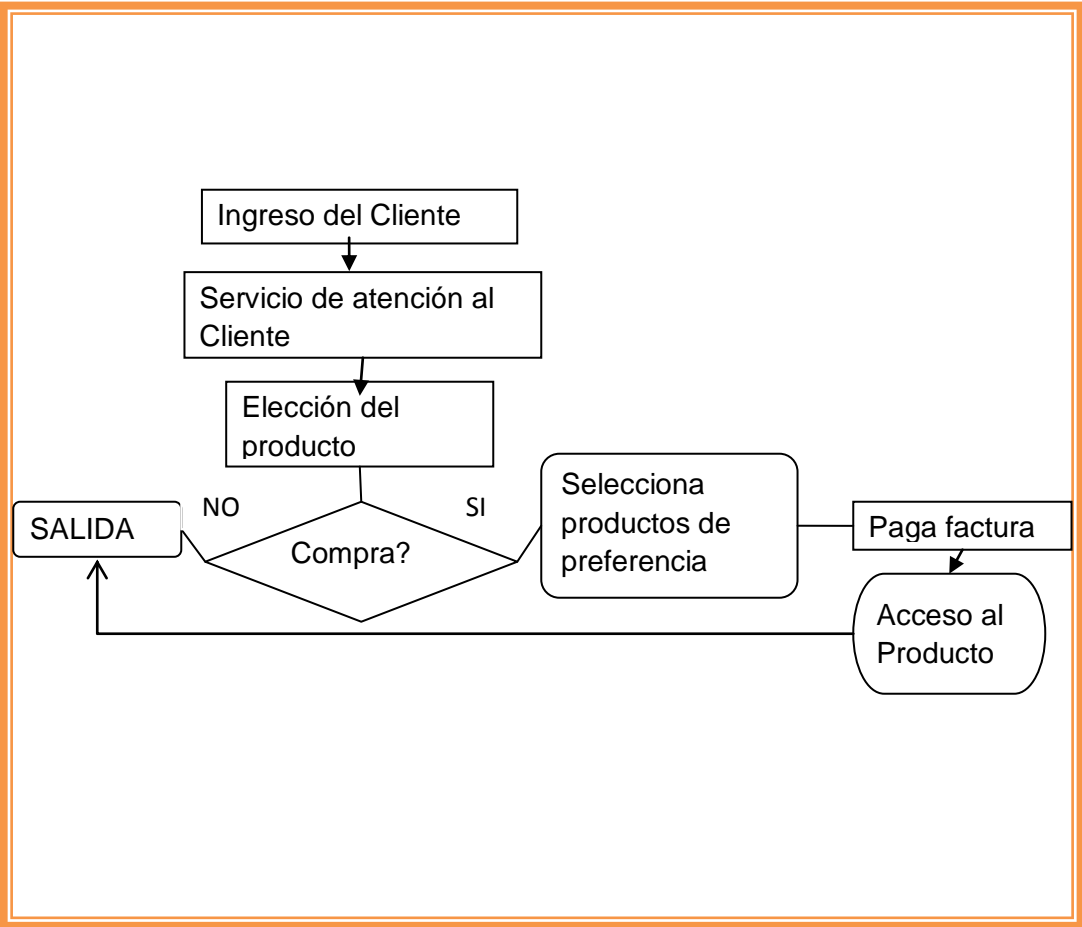 Ingreso del Cliente
Servicio de atención al
Cliente
Elección del
producto
NO
SI
SALIDA
Compra?
Selecciona
productos de
preferencia
Paga factura
Acceso al
Producto